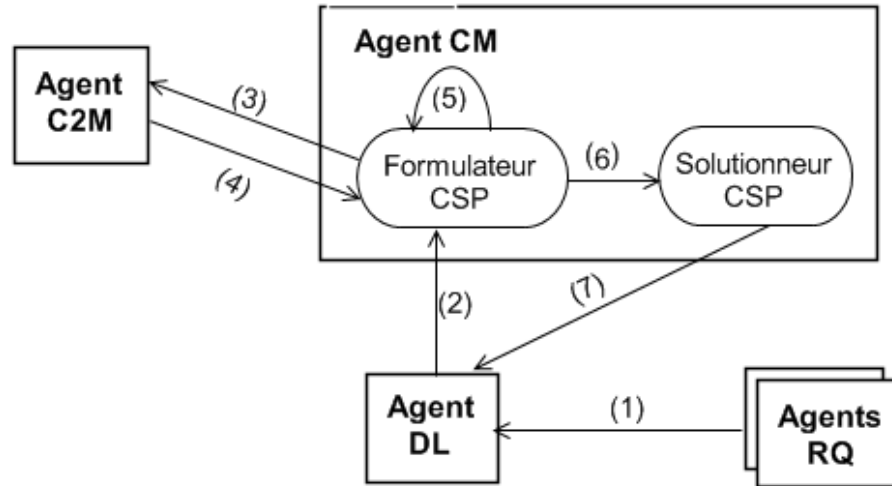 Agent CM
Agent
C2M
(3)
(5)
(4)
Formulateur
CSP
(6)
Solutionneur
CSP
(2)
(7)
Agent
DL
(1)
Agents
RQ